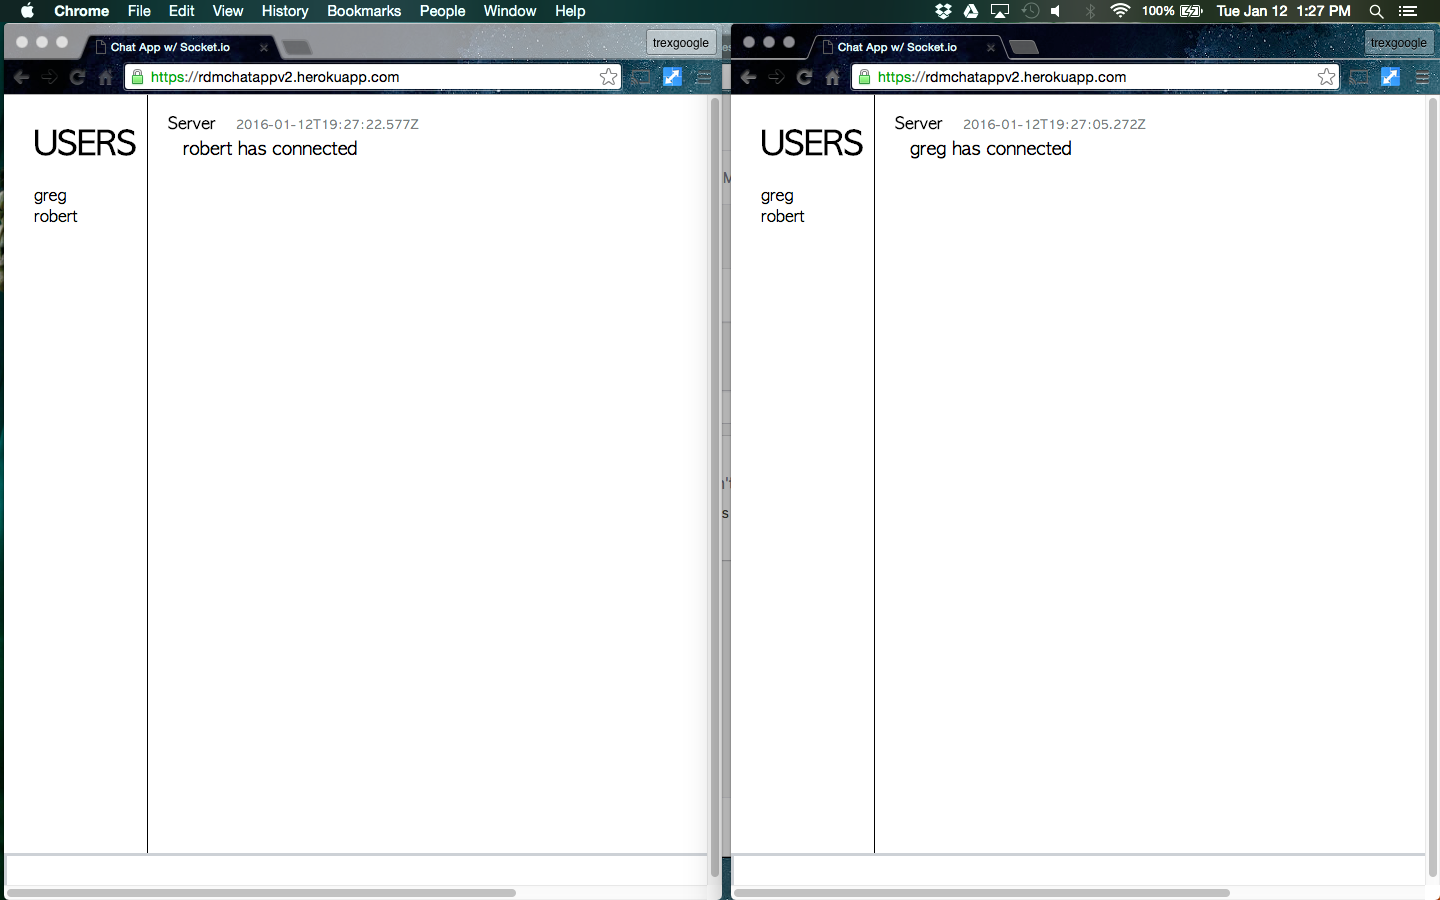 Chrome File Edit View History Bookmarks People Window Help 100% Tue Jan 12 1:27 PM
Chat App w/ Socket.io trexgoogle
https://rdmchatappv2.herokuapp.com
USERS
greg
robert
Server 2016-01-12T19:27:22.577Z
robert has connected
Chat App w/ Socket.io trexgoogle
https://rdmchatappv2.herokuapp.com
USERS
greg
robert
Server 2016-01-12T19:27:05.272Z
greg has connected